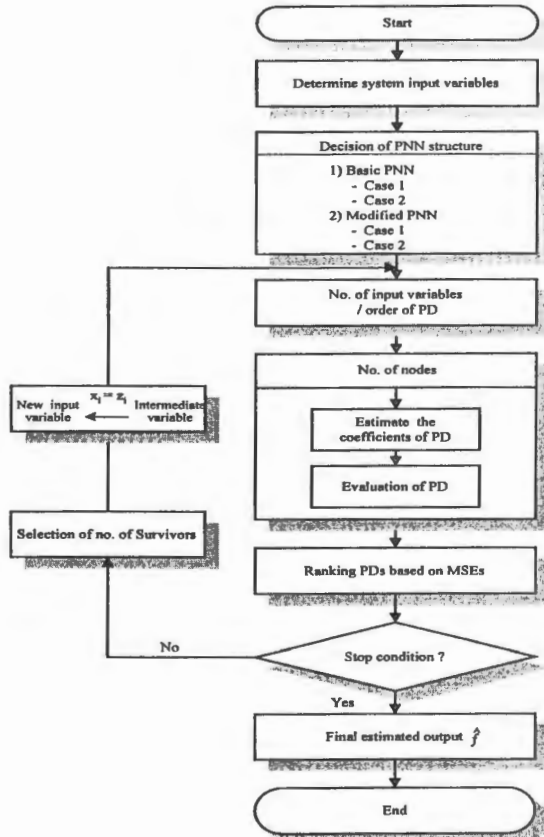 Start
Determine system input variables
Decision of PNN structure
1) Basic PNN
- Case 1
- Case 2
2) Modified PNN
- Case 1
- Case 2
No. of input variables
/ order of PD
No. of nodes
Estimate the
coefficients of PD
Evaluation of PD
Ranking PDs based on MSEs
Stop condition ?
No
Selection of no. of Survivors
x_i = z_i
New input variable
Intermediate variable
Yes
Final estimated output f̂
End